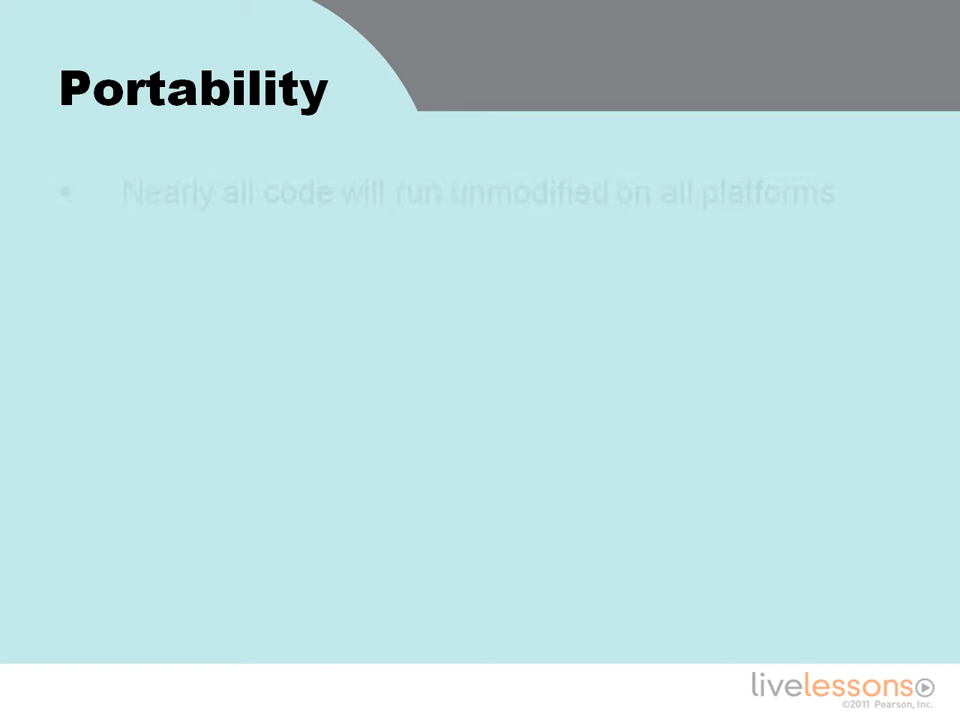 Portability
• Nearly all code will run unmodified on all platforms
livelessons
©2011 Pearson, Inc.